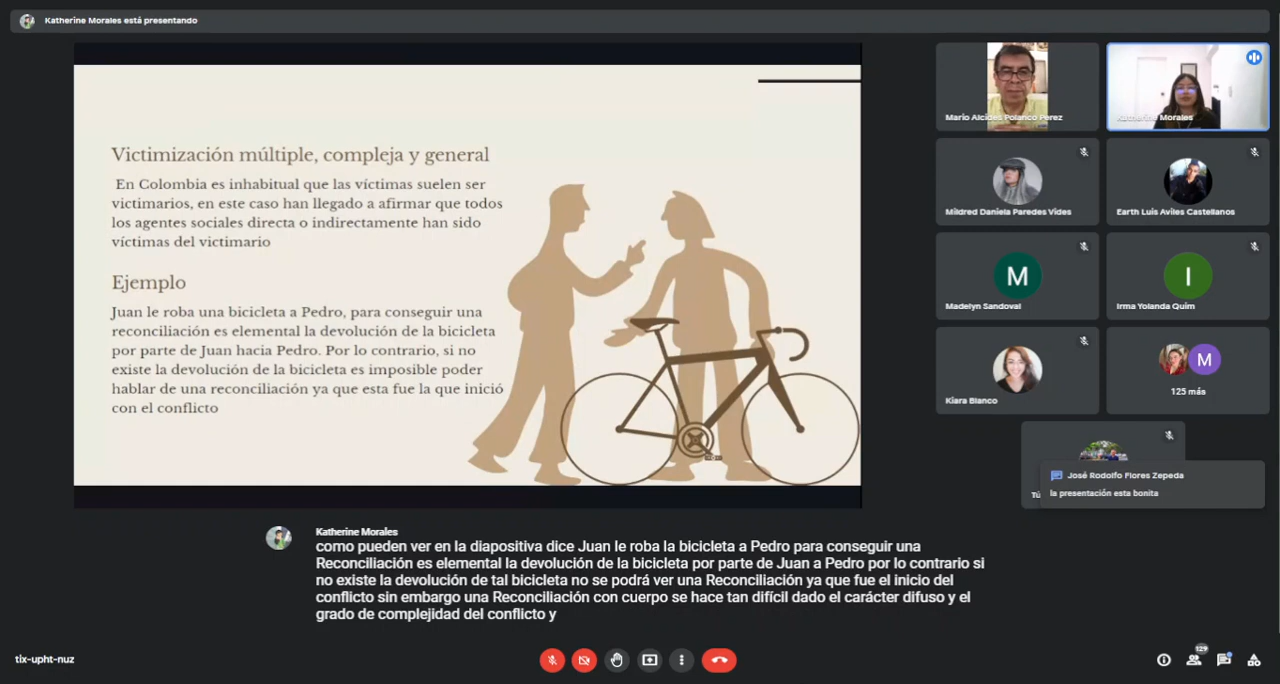 Katherine Morales está presentando
Victimización múltiple, compleja y general
En Colombia es inhabitual que las víctimas suelen ser
victimarios, en este caso han llegado a afirmar que todos
los agentes sociales directa o indirectamente han sido
víctimas del victimario
Ejemplo
Juan le roba una bicicleta a Pedro, para conseguir una
reconciliación es elemental la devolución de la bicicleta
por parte de Juan hacia Pedro. Por lo contrario, si no
existe la devolución de la bicicleta es imposible poder
hablar de una reconciliación ya que esta fue la que inició
con el conflicto
Mario Alcides Polanco Perez
Katherine Morales
Mildred Daniela Paredes Vides
Earth Luis Aviles Castellanos
M
Madelyn Sandoval
I
Irma Yolanda Quim
Kiara Blanco
M
125 más
Tú
José Rodolfo Flores Zepeda
la presentación esta bonita
Katherine Morales
como pueden ver en la diapositiva dice Juan le roba la bicicleta a Pedro para conseguir una
Reconciliación es elemental la devolución de la bicicleta por parte de Juan a Pedro por lo contrario si
no existe la devolución de tal bicicleta no se podrá ver una Reconciliación ya que fue el inicio del
conflicto sin embargo una Reconciliación con cuerpo se hace tan difícil dado el carácter difuso y el
grado de complejidad del conflicto y
tix-upht-nuz
129